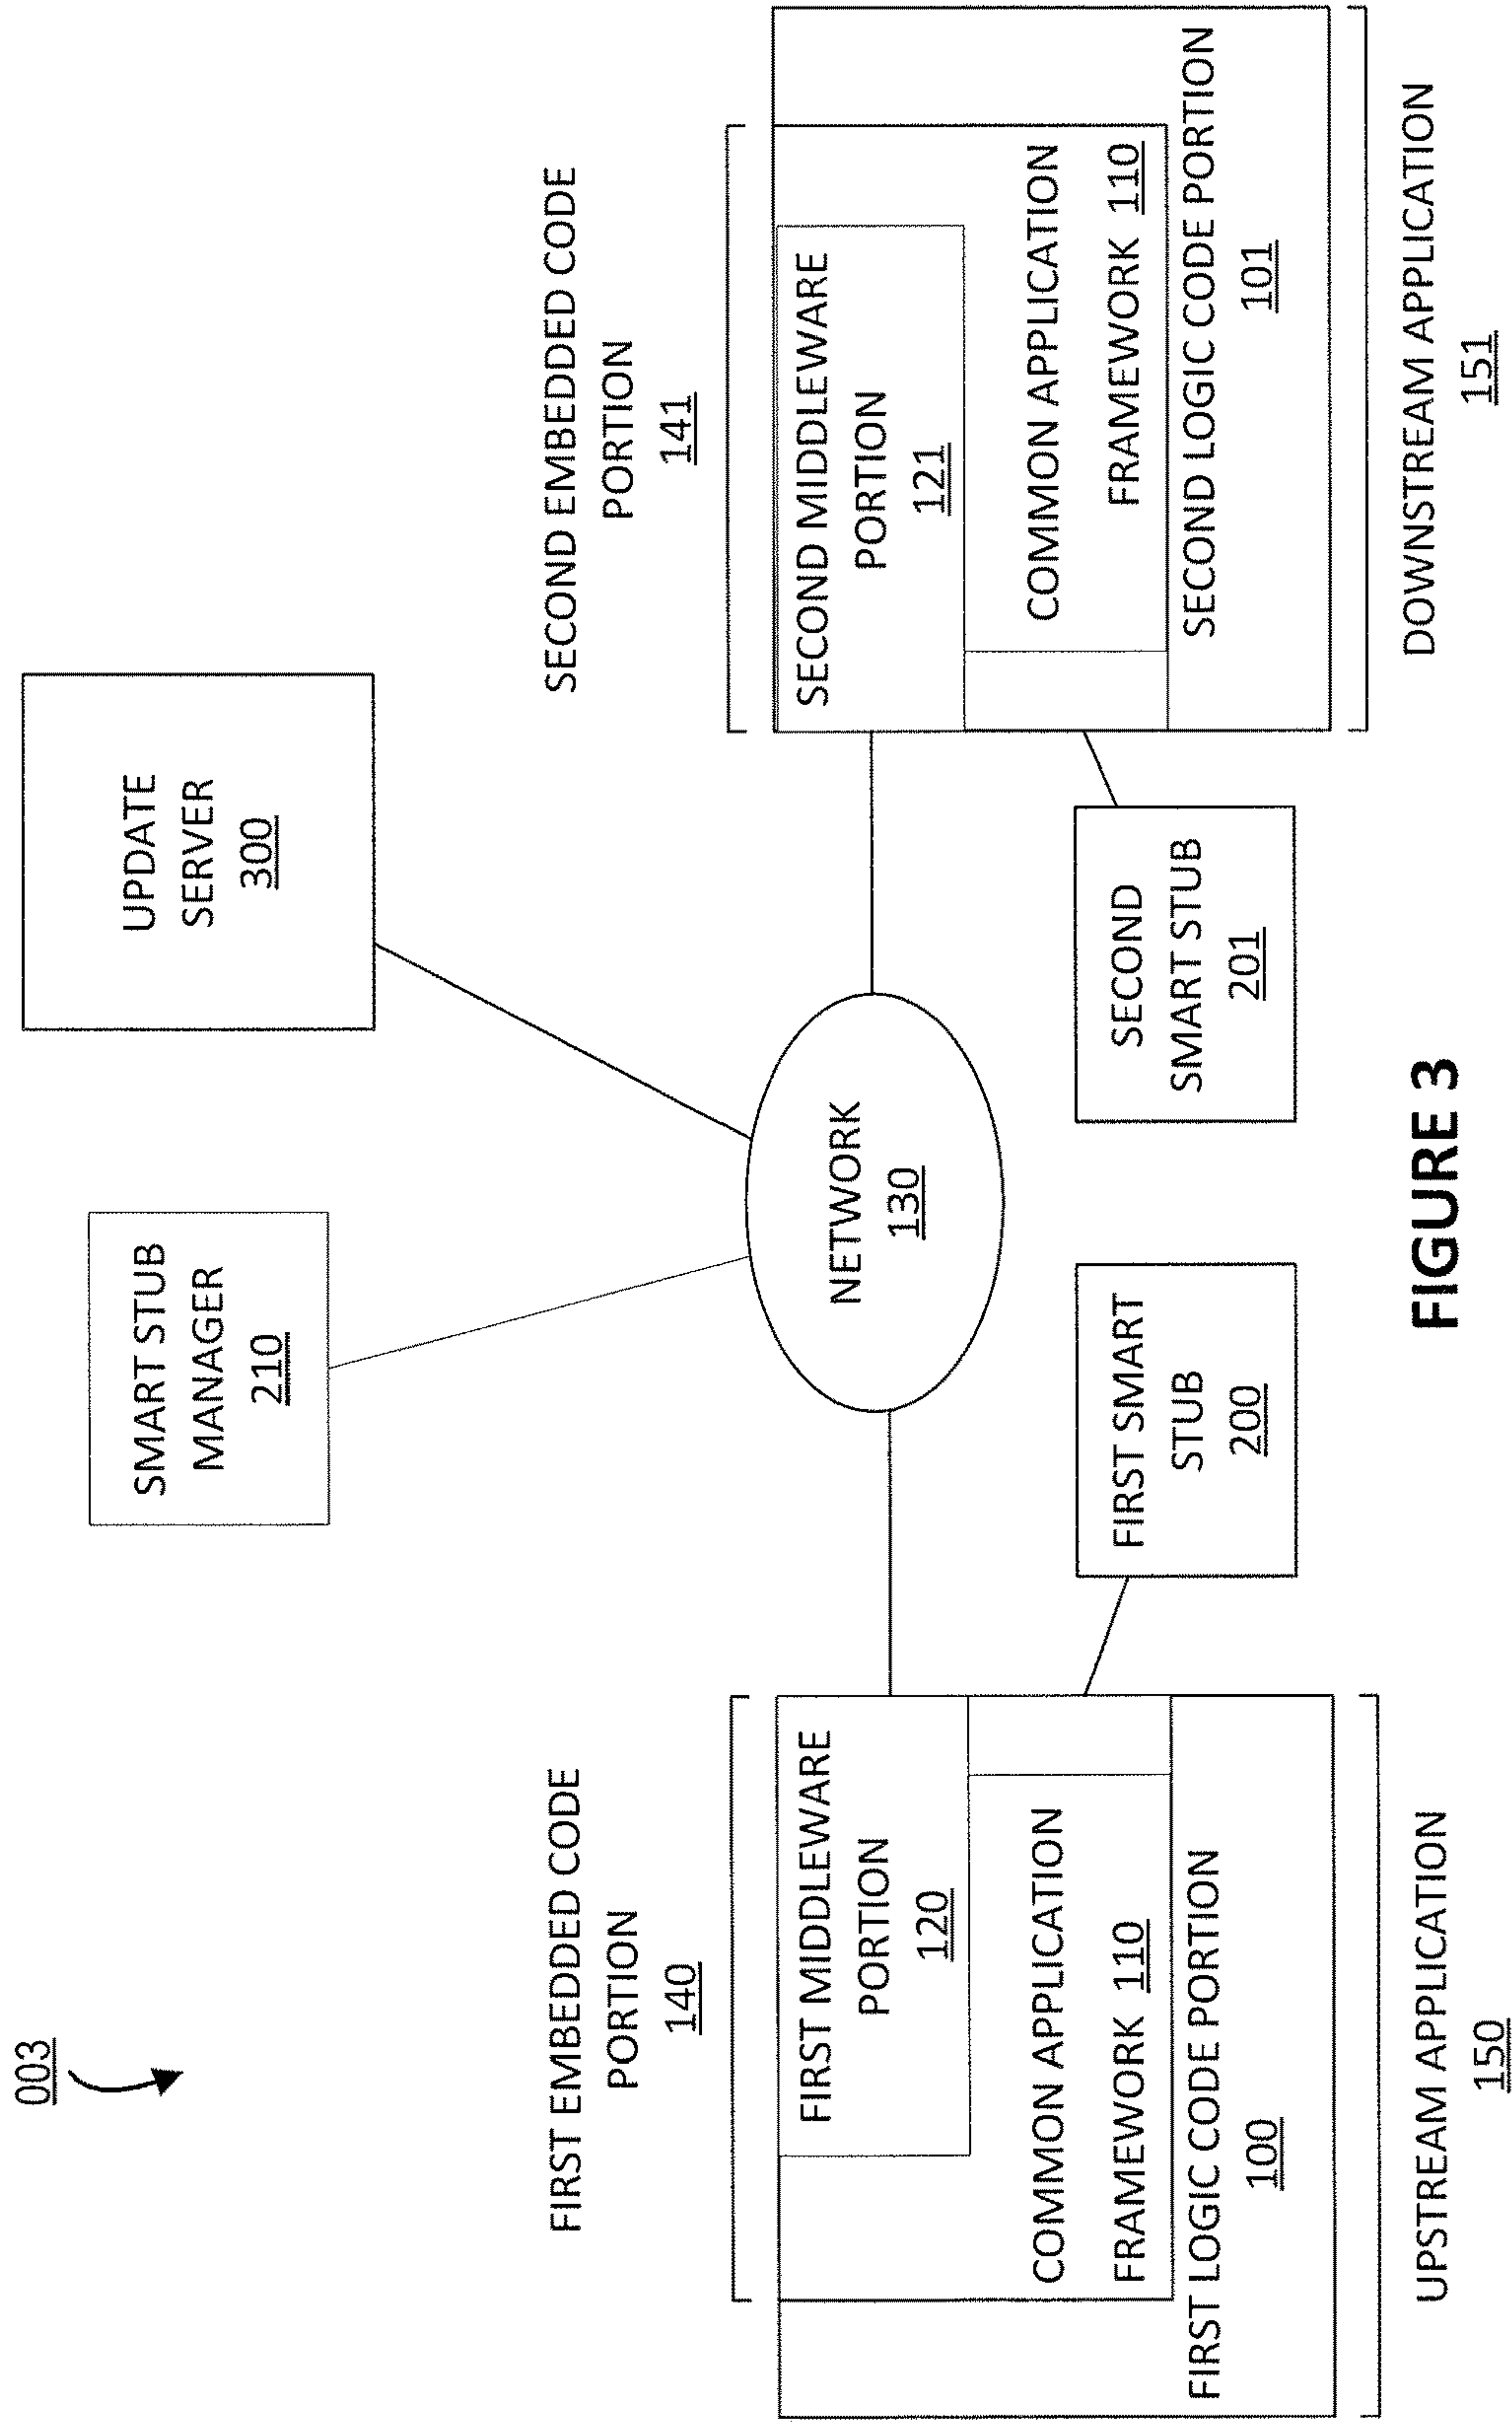 003
SMART STUB
MANAGER
210
UPDATE
SERVER
300
FIRST EMBEDDED CODE
PORTION
140
SECOND EMBEDDED CODE
PORTION
141
FIRST MIDDLEWARE
PORTION
120
COMMON APPLICATION
FRAMEWORK 110
FIRST LOGIC CODE PORTION
100
NETWORK
130
SECOND MIDDLEWARE
PORTION
121
COMMON APPLICATION
FRAMEWORK 110
SECOND LOGIC CODE PORTION
101
FIRST SMART
STUB
200
SECOND
SMART STUB
201
UPSTREAM APPLICATION
150
DOWNSTREAM APPLICATION
151
FIGURE 3